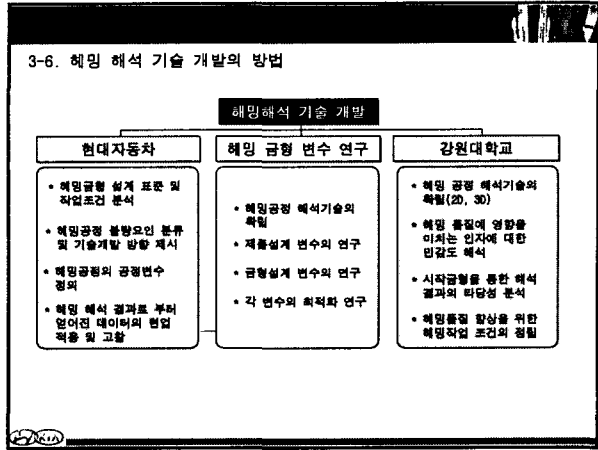 3-6. 헤밍 해석 기술 개발의 방법
해밍해석 기술 개발
현대자동차
* 헤밍금형 설계 표준 및
작업조건 분석
* 헤밍공정 불량요인 분류
및 기술개발 방향 제시
* 헤밍공정의 공정변수
정의
* 헤밍 해석 결과로 부터
얻어진 데이터의 현업
적용 및 고찰
헤밍 금형 변수 연구
* 헤밍공정 해석기술의
확립
* 제품설계 변수의 연구
* 금형설계 변수의 연구
* 각 변수의 최적화 연구
강원대학교
* 헤밍 공정 해석기술의
확립(2D, 3D)
* 헤밍 품질에 영향을
미치는 인자에 대한
민감도 해석
* 시작금형을 통한 해석
결과의 타당성 분석
* 헤밍품질 향상을 위한
헤밍작업 조건의 정립
KIA